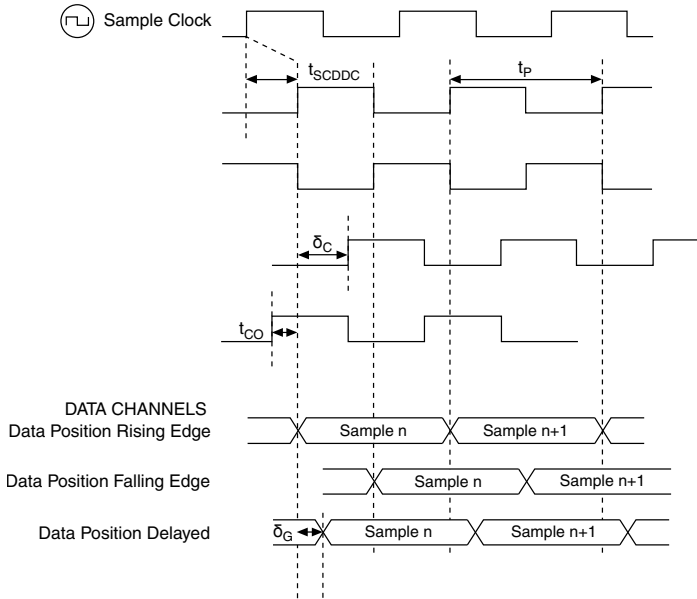 Sample Clock
tSCDDC
tP
δC
tCO
DATA CHANNELS
Data Position Rising Edge
Sample n
Sample n+1
Data Position Falling Edge
Sample n
Sample n+1
Data Position Delayed
δG
Sample n
Sample n+1